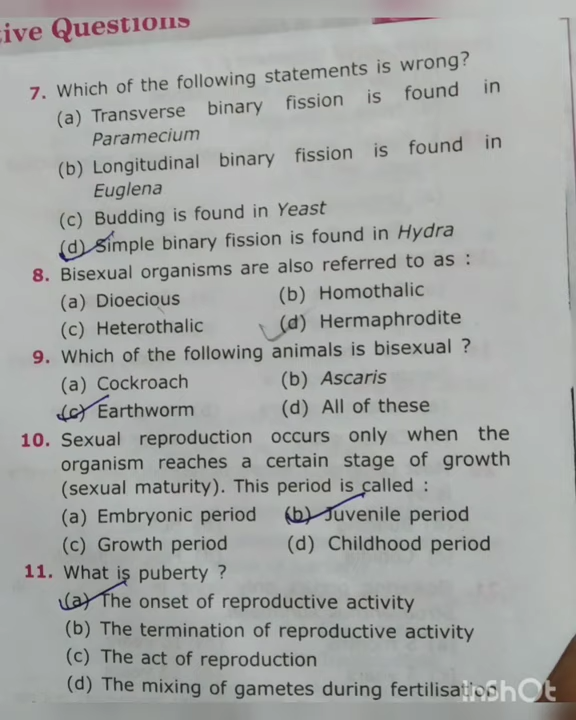 ive Questions
7. Which of the following statements is wrong?
(a) Transverse binary fission is found in
Paramecium
(b) Longitudinal binary fission is found in
Euglena
(c) Budding is found in Yeast
(d) Simple binary fission is found in Hydra
8. Bisexual organisms are also referred to as :
(a) Dioecious (b) Homothalic
(c) Heterothalic (d) Hermaphrodite
9. Which of the following animals is bisexual ?
(a) Cockroach (b) Ascaris
(c) Earthworm (d) All of these
10. Sexual reproduction occurs only when the
organism reaches a certain stage of growth
(sexual maturity). This period is called :
(a) Embryonic period (b) Juvenile period
(c) Growth period (d) Childhood period
11. What is puberty ?
(a) The onset of reproductive activity
(b) The termination of reproductive activity
(c) The act of reproduction
(d) The mixing of gametes during fertilisation
InShOt